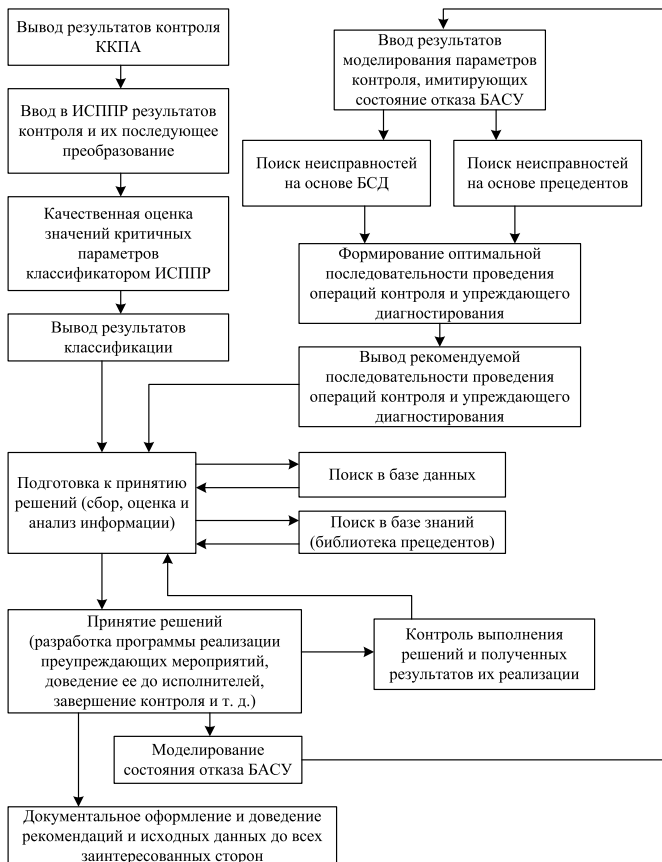 Вывод результатов контроля
ККПА
Ввод в ИСППР результатов
контроля и их последующее
преобразование
Качественная оценка
значений критичных
параметров
классификатором ИСППР
Вывод результатов
классификации
Ввод результатов
моделирования параметров
контроля, имитирующих
состояние отказа БАСУ
Поиск неисправностей
на основе БСД
Поиск неисправностей
на основе прецедентов
Формирование оптимальной
последовательности проведения
операций контроля и упреждающего
диагностирования
Вывод рекомендуемой
последовательности проведения
операций контроля и упреждающего
диагностирования
Подготовка к принятию
решений (сбор, оценка и
анализ информации)
Поиск в базе данных
Поиск в базе знаний
(библиотека прецедентов)
Принятие решений
(разработка программы реализации
преупреждающих мероприятий,
доведение ее до исполнителей,
завершение контроля и т. д.)
Контроль выполнения
решений и полученных
результатов их реализации
Моделирование
состояния отказа БАСУ
Документальное оформление и доведение
рекомендаций и исходных данных до всех
заинтересованных сторон